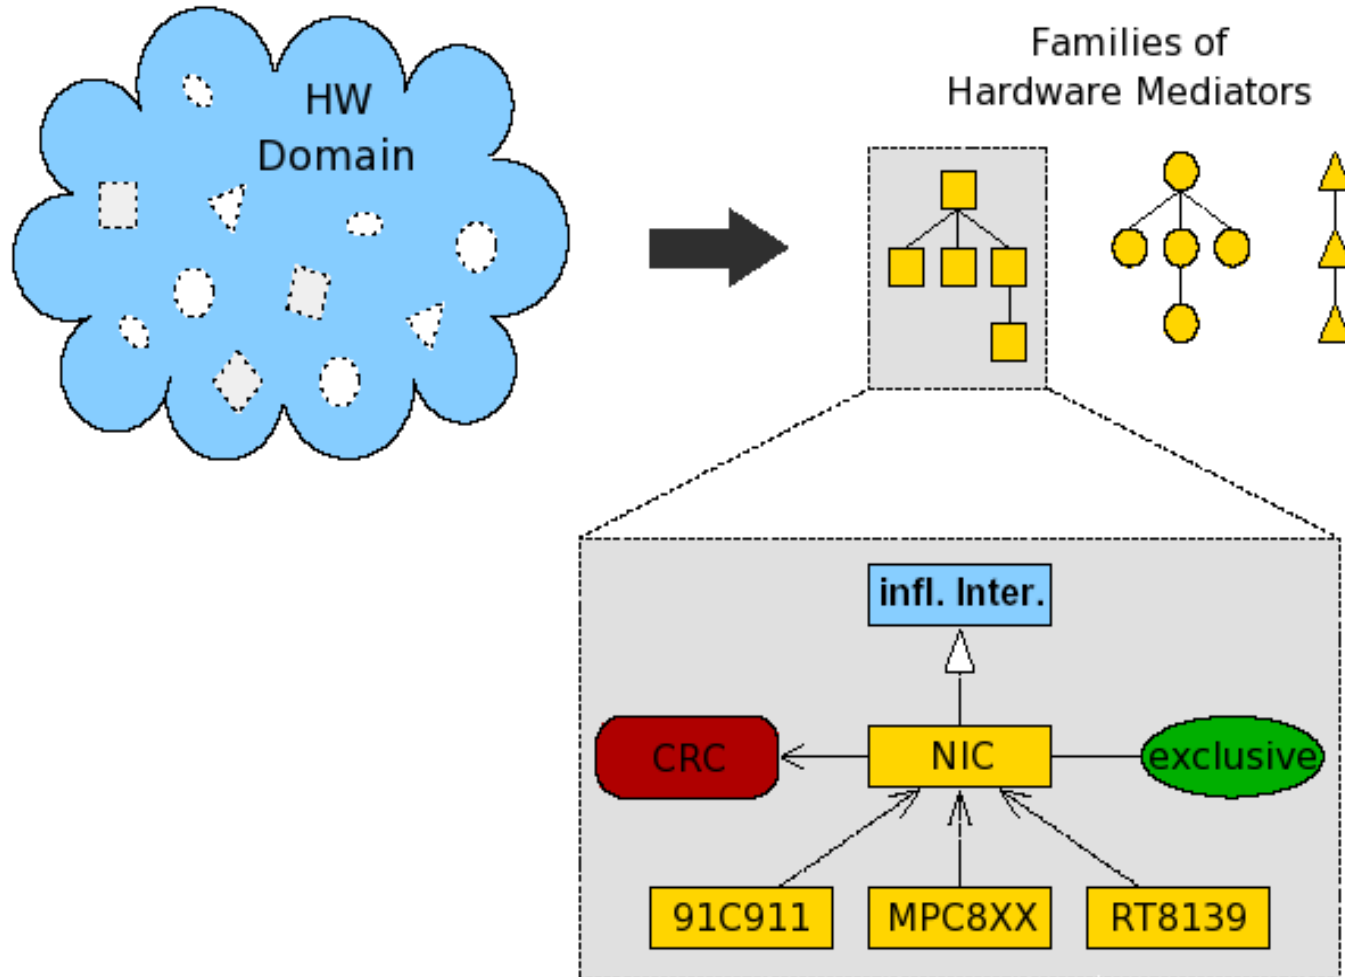 HW
Domain
Families of
Hardware Mediators
infl. Inter.
CRC
NIC
exclusive
91C911
MPC8XX
RT8139